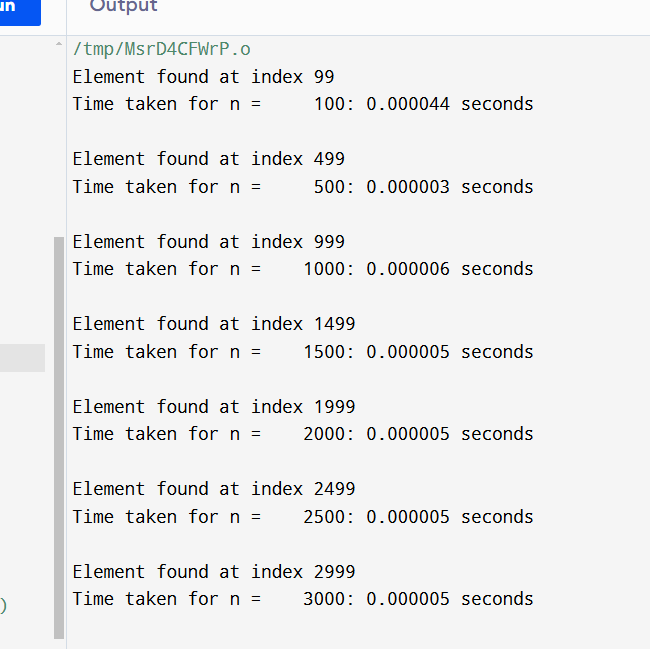 un
Output
/tmp/MsrD4CFWrP.o
Element found at index 99
Time taken for n =     100: 0.000044 seconds
Element found at index 499
Time taken for n =     500: 0.000003 seconds
Element found at index 999
Time taken for n =    1000: 0.000006 seconds
Element found at index 1499
Time taken for n =    1500: 0.000005 seconds
Element found at index 1999
Time taken for n =    2000: 0.000005 seconds
Element found at index 2499
Time taken for n =    2500: 0.000005 seconds
Element found at index 2999
Time taken for n =    3000: 0.000005 seconds
)